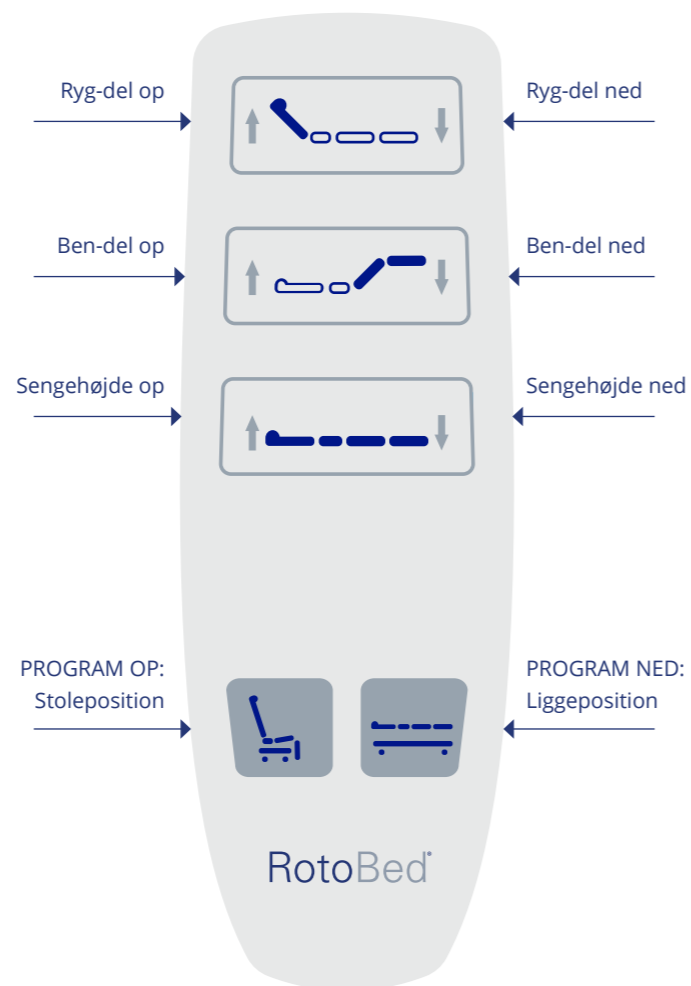 Ryg-del op
Ryg-del ned
Ben-del op
Ben-del ned
Sengehøjde op
Sengehøjde ned
PROGRAM OP:
Stoleposition
PROGRAM NED:
Liggeposition
RotoBed